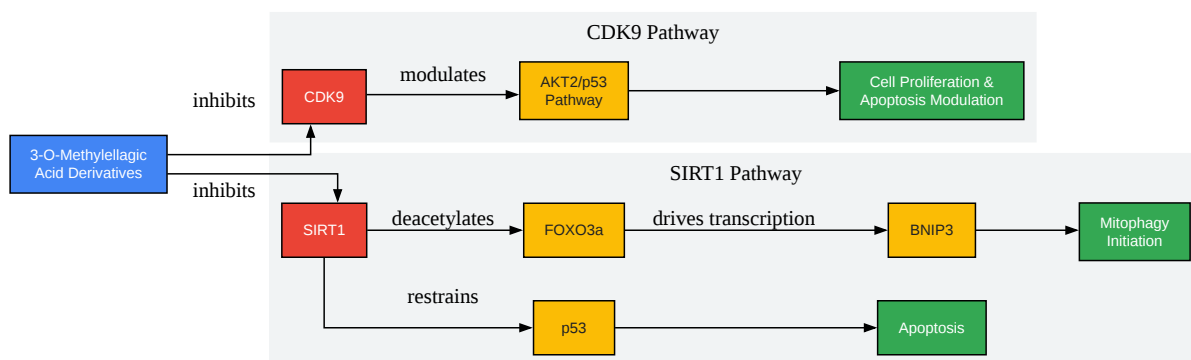 CDK9 Pathway
inhibits
CDK9
modulates
AKT2/p53
Pathway
Cell Proliferation &
Apoptosis Modulation
3-O-Methylellagic
Acid Derivatives
inhibits
SIRT1 Pathway
SIRT1
deacetylates
FOXO3a
drives transcription
BNIP3
Mitophagy
Initiation
restrains
p53
Apoptosis